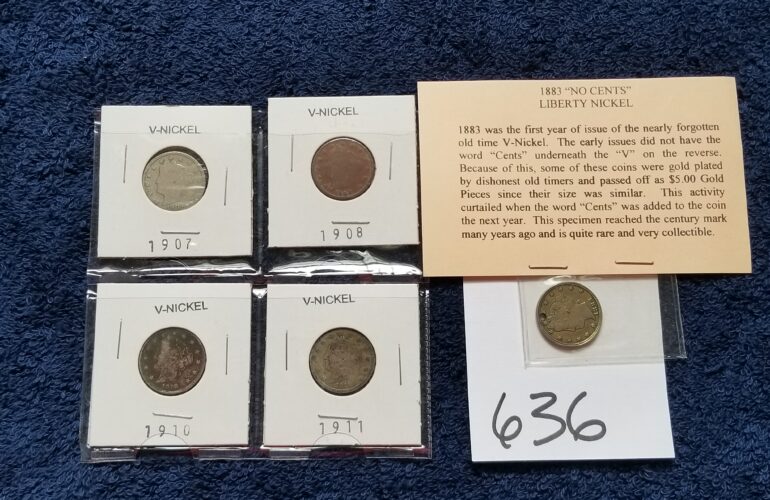 V-NICKEL
1907
V-NICKEL
1908
V-NICKEL
1910
V-NICKEL
1911
1883 "NO CENTS"
LIBERTY NICKEL
1883 was the first year of issue of the nearly forgotten
old time V-Nickel. The early issues did not have the
word "Cents" underneath the "V" on the reverse.
Because of this, some of these coins were gold plated
by dishonest old timers and passed off as $5.00 Gold
Pieces since their size was similar. This activity
curtailed when the word "Cents" was added to the coin
the next year. This specimen reached the century mark
many years ago and is quite rare and very collectible.
636